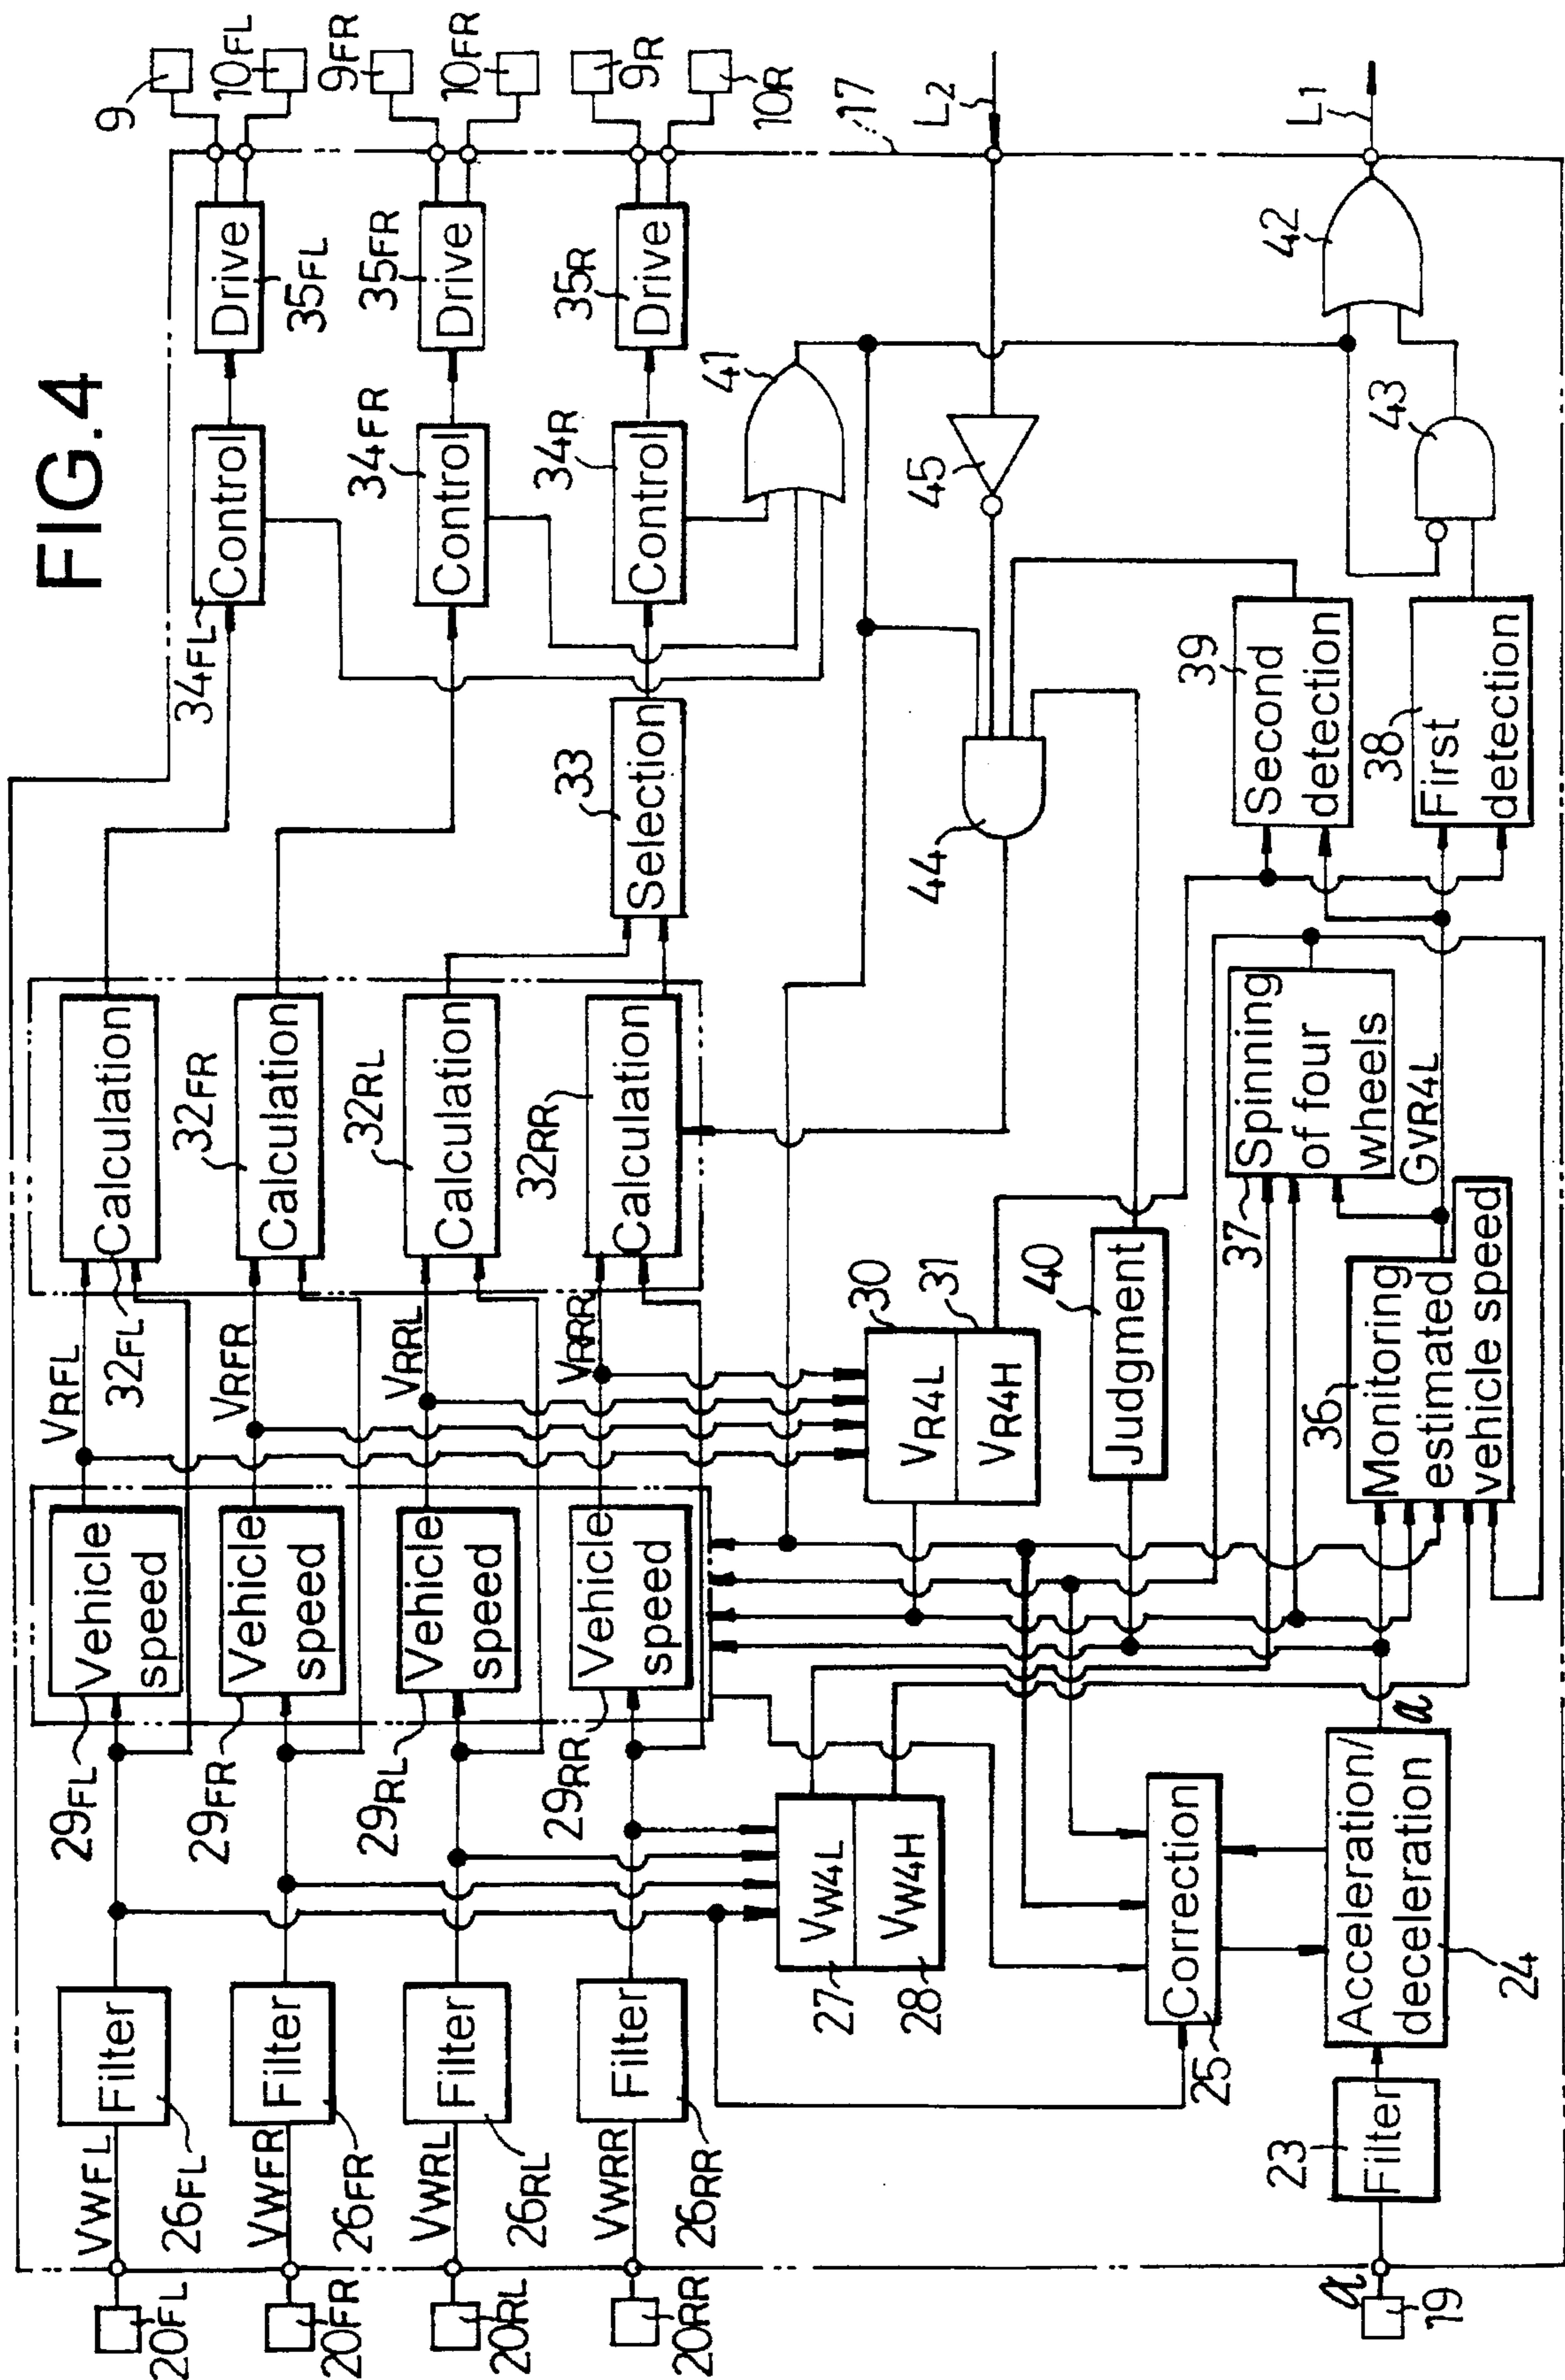 FIG.4
20FL
VWFL
26FL
Filter
29FL
Vehicle
speed
VRFL
32FL
Calculation
34FL
Control
Drive
35FL
9
10FL
20FR
VWFR
26FR
Filter
29FR
Vehicle
speed
VRFR
32FR
Calculation
34FR
Control
Drive
35FR
9FR
10FR
20RL
VWRL
26RL
Filter
29RL
Vehicle
speed
VRRL
32RL
Calculation
33
Selection
34R
Control
Drive
35R
9R
10R
20RR
VWRR
26RR
Filter
29RR
Vehicle
speed
VRRR
32RR
Calculation
41
27
VW4L
28
VW4H
30
VR4L
31
VR4H
44
45
L2
17
40
Judgment
25
Correction
39
Second
detection
37
Spinning
of four
wheels
GVR4L
36
Monitoring
estimated
vehicle speed
38
First
detection
43
42
L1
19
a
23
Filter
Acceleration/
deceleration
24
a